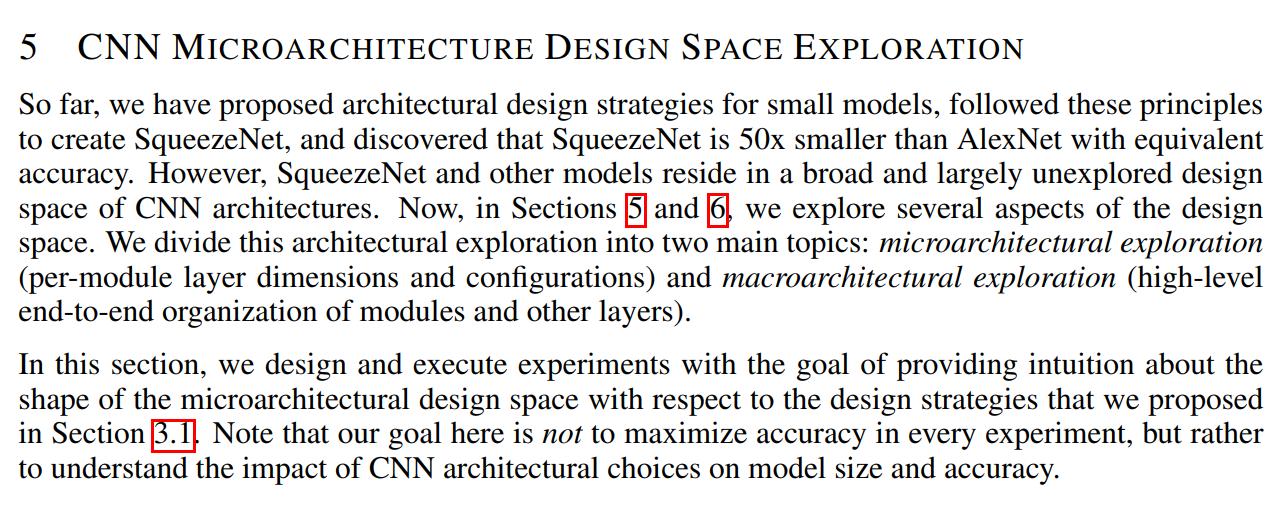 5 CNN MICROARCHITECTURE DESIGN SPACE EXPLORATION
So far, we have proposed architectural design strategies for small models, followed these principles
to create SqueezeNet, and discovered that SqueezeNet is 50x smaller than AlexNet with equivalent
accuracy. However, SqueezeNet and other models reside in a broad and largely unexplored design
space of CNN architectures. Now, in Sections 5 and 6, we explore several aspects of the design
space. We divide this architectural exploration into two main topics: microarchitectural exploration
(per-module layer dimensions and configurations) and macroarchitectural exploration (high-level
end-to-end organization of modules and other layers).
In this section, we design and execute experiments with the goal of providing intuition about the
shape of the microarchitectural design space with respect to the design strategies that we proposed
in Section 3.1. Note that our goal here is not to maximize accuracy in every experiment, but rather
to understand the impact of CNN architectural choices on model size and accuracy.